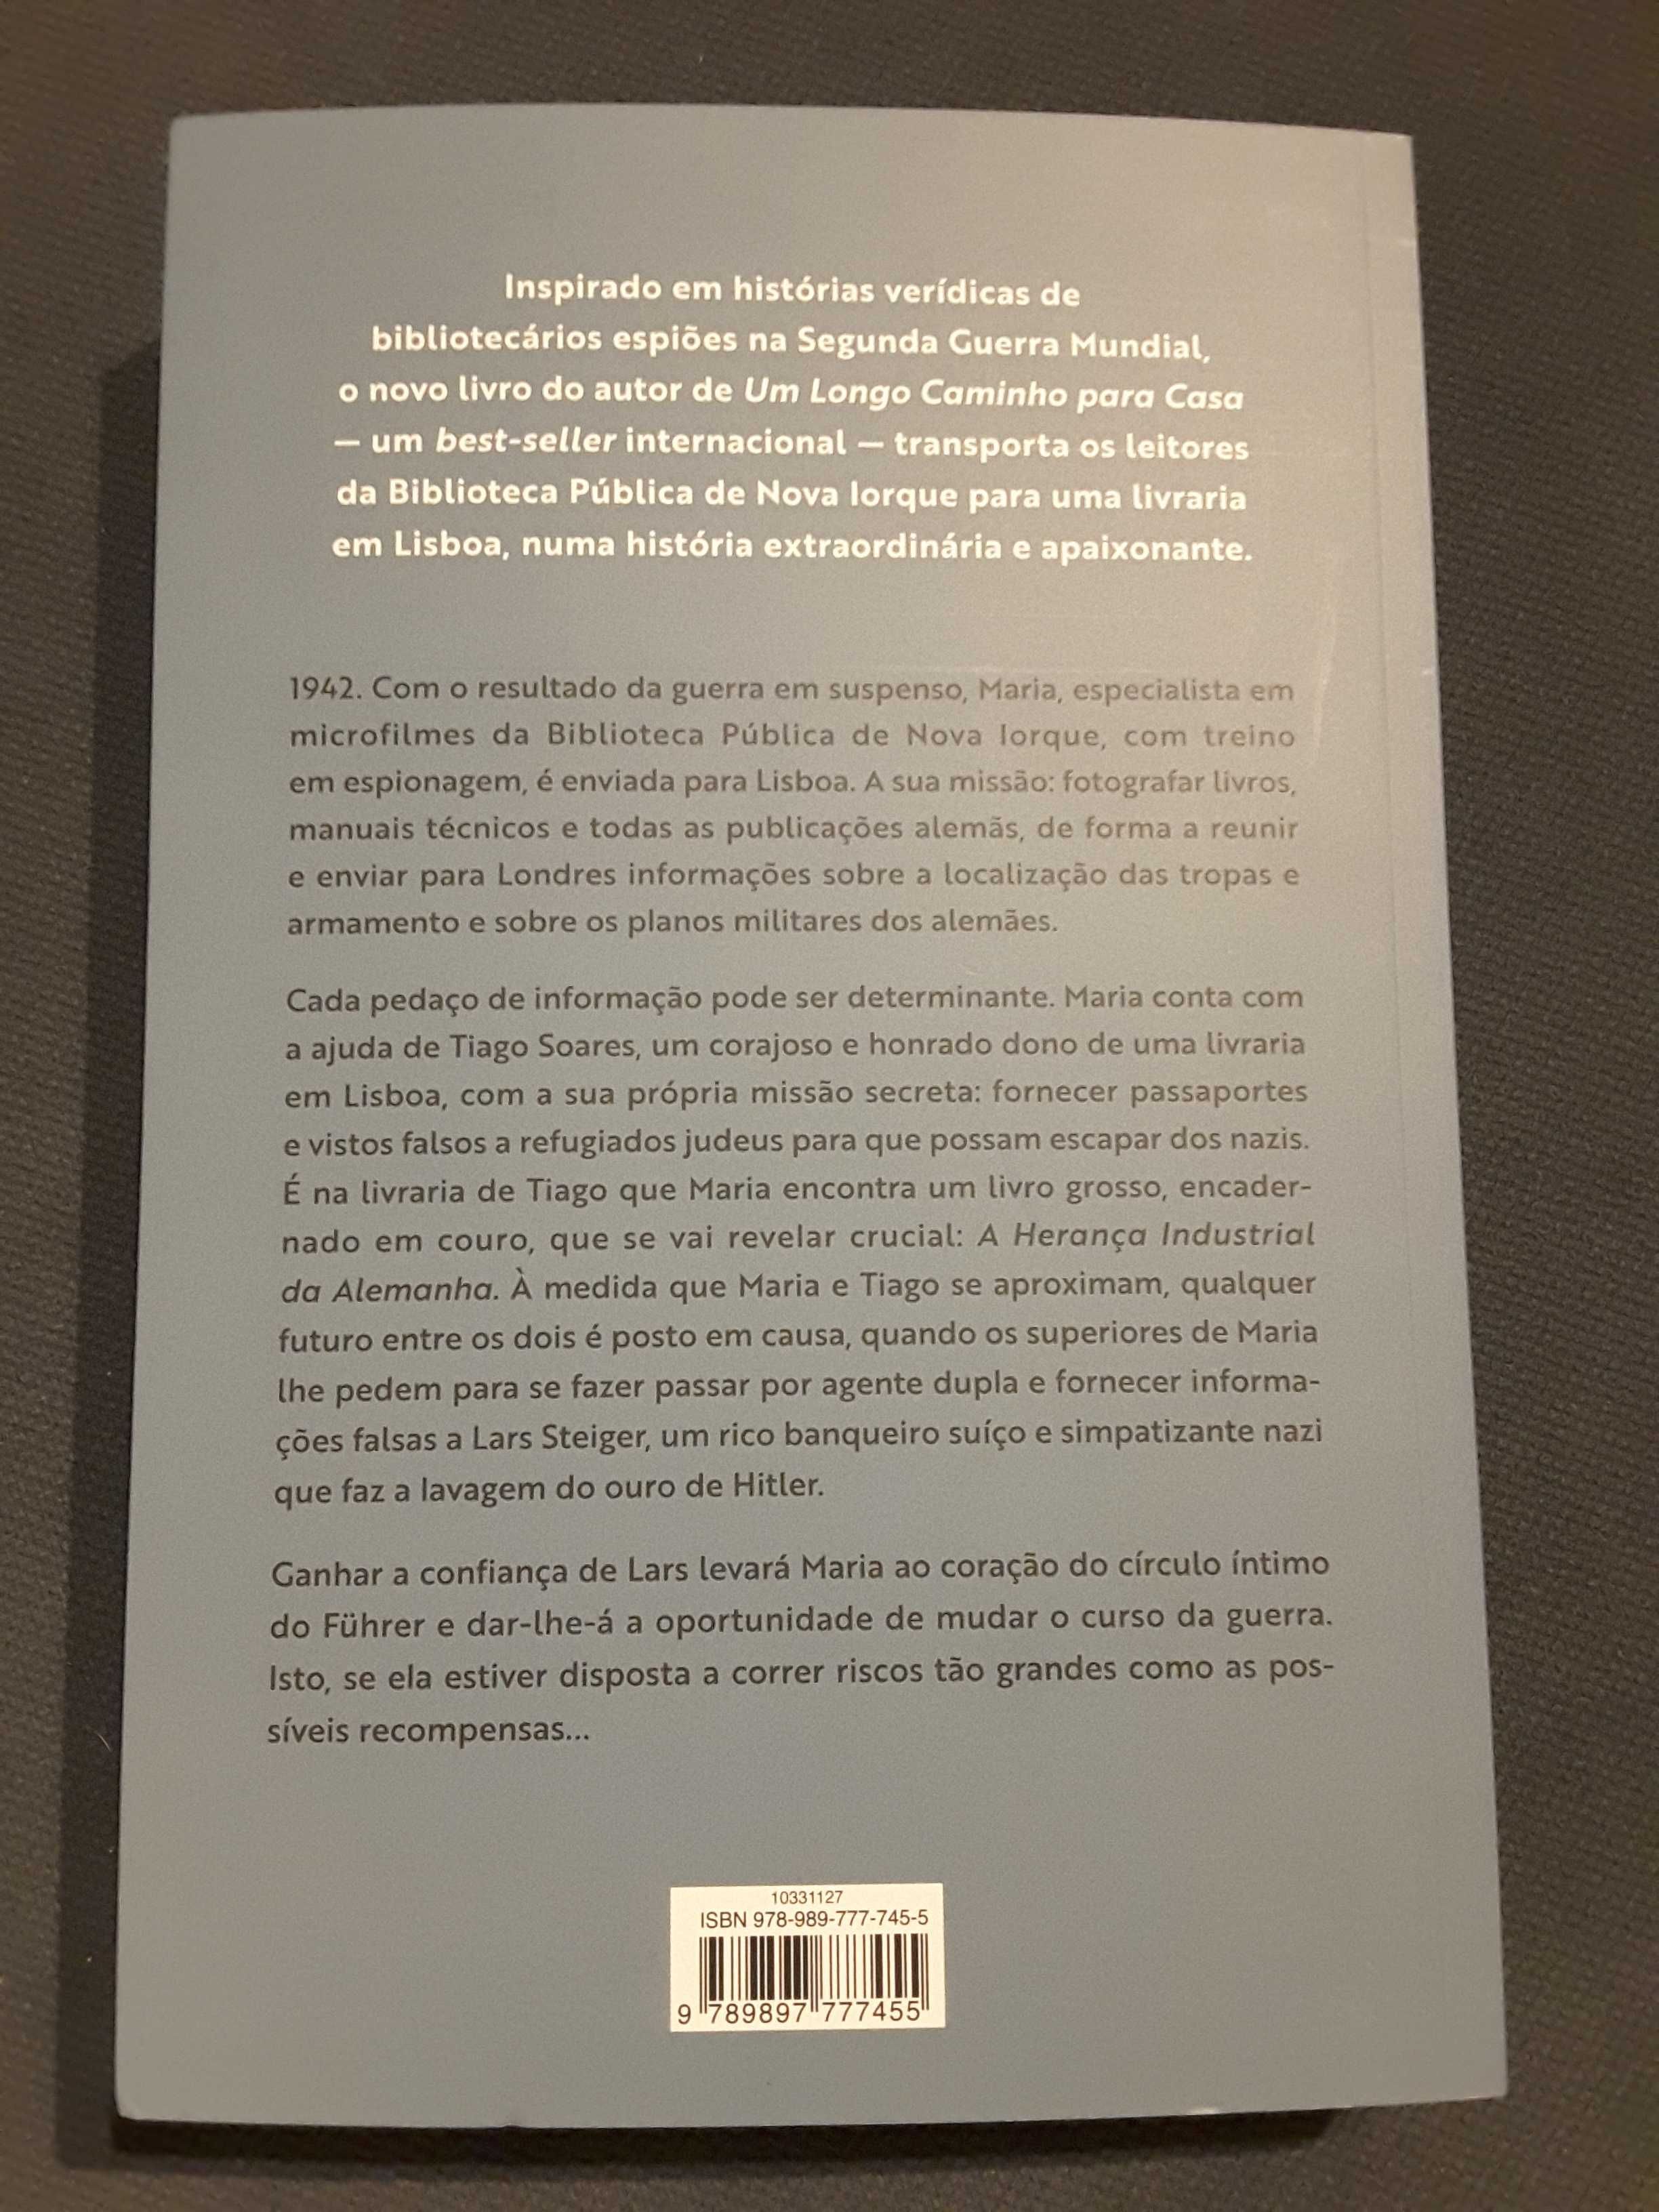 Inspirado em histórias verídicas de
bibliotecários espiões na Segunda Guerra Mundial,
o novo livro do autor de Um Longo Caminho para Casa
— um best-seller internacional — transporta os leitores
da Biblioteca Pública de Nova Iorque para uma livraria
em Lisboa, numa história extraordinária e apaixonante.
1942. Com o resultado da guerra em suspenso, Maria, especialista em
microfilmes da Biblioteca Pública de Nova Iorque, com treino
em espionagem, é enviada para Lisboa. A sua missão: fotografar livros,
manuais técnicos e todas as publicações alemãs, de forma a reunir
e enviar para Londres informações sobre a localização das tropas e
armamento e sobre os planos militares dos alemães.
Cada pedaço de informação pode ser determinante. Maria conta com
a ajuda de Tiago Soares, um corajoso e honrado dono de uma livraria
em Lisboa, com a sua própria missão secreta: fornecer passaportes
e vistos falsos a refugiados judeus para que possam escapar dos nazis.
É na livraria de Tiago que Maria encontra um livro grosso, encader-
nado em couro, que se vai revelar crucial: A Herança Industrial
da Alemanha. À medida que Maria e Tiago se aproximam, qualquer
futuro entre os dois é posto em causa, quando os superiores de Maria
lhe pedem para se fazer passar por agente dupla e fornecer informa-
ções falsas a Lars Steiger, um rico banqueiro suíço e simpatizante nazi
que faz a lavagem do ouro de Hitler.
Ganhar a confiança de Lars levará Maria ao coração do círculo íntimo
do Führer e dar-lhe-á a oportunidade de mudar o curso da guerra.
Isto, se ela estiver disposta a correr riscos tão grandes como as pos-
síveis recompensas...
10331127
ISBN 978-989-777-745-5
9 789897 777455